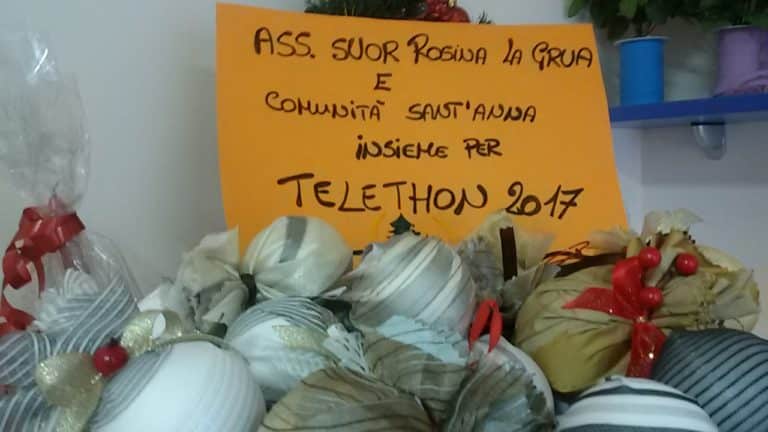 ASS. SUOR ROSINA LA GRUA
E
COMUNITÀ SANT'ANNA
INSIEME PER
TELETHON 2017